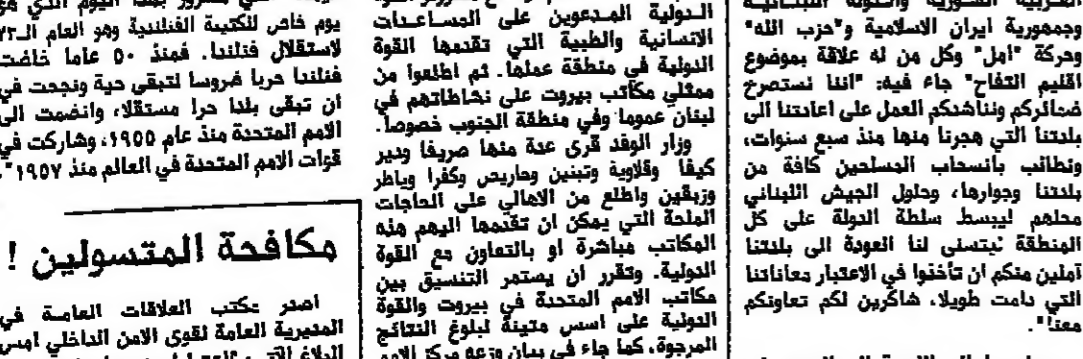 العربية السورية والدولة اللبنانية
وجمهورية ايران الاسلامية و"حزب الله"
وحركة "امل" وكل من له علاقة بموضوع
اقليم التفاح" جاء فيه: "اننا نستصرخ
ضمائركم ونناشدكم العمل على اعادتنا الى
بلدتنا التي هجرنا منها منذ سبع سنوات،
ونطالب بانسحاب المسلحين كافة من
بلدتنا وجوارها، وحلول الجيش اللبناني
محلهم ليبسط سلطة الدولة على كل
المنطقة ليتسنى لنا العودة الى بلدتنا
آملين منكم ان تأخذوا في الاعتبار معاناتنا
التي دامت طويلا، شاكرين لكم تعاونكم
معنا".
الدولية المدعوين على المساعدات
الانسانية والطبية التي تقدمها القوة
الدولية في منطقة عملها. ثم اطلعوا من
ممثلي مكاتب بيروت على نشاطاتهم في
لبنان عموما وفي منطقة الجنوب خصوصا.
وزار الوفد قرى عدة منها صريفا ودير
كيفا وقلاوية وتبنين وحاريص وكفرا وياطر
وزبقين واطلع من الاهالي على الحاجات
الملحة التي يمكن ان تقدمها اليهم هذه
المكاتب مباشرة او بالتعاون مع القوة
الدولية. وتقرر ان يستمر التنسيق بين
مكاتب الامم المتحدة في بيروت والقوة
الدولية على اسس متينة لبلوغ النتائج
المرجوة، كما جاء في بيان وزعه مركز الامم
يوم خاص للكتيبة الفنلندية وهو العام الـ٧٣
لاستقلال فنلندا. فمنذ ٥٠ عاما خاضت
فنلندا حربا ضروسا لتبقى حية ونجحت في
ان تبقى بلدا حرا مستقلا، وانضمت الى
الامم المتحدة منذ عام ١٩٥٥، وشاركت في
قوات الامم المتحدة في العالم منذ ١٩٥٧".
مكافحة المتسولين !
اصدر مكتب العلاقات العامة في
المديرية العامة لقوى الامن الداخلي امس